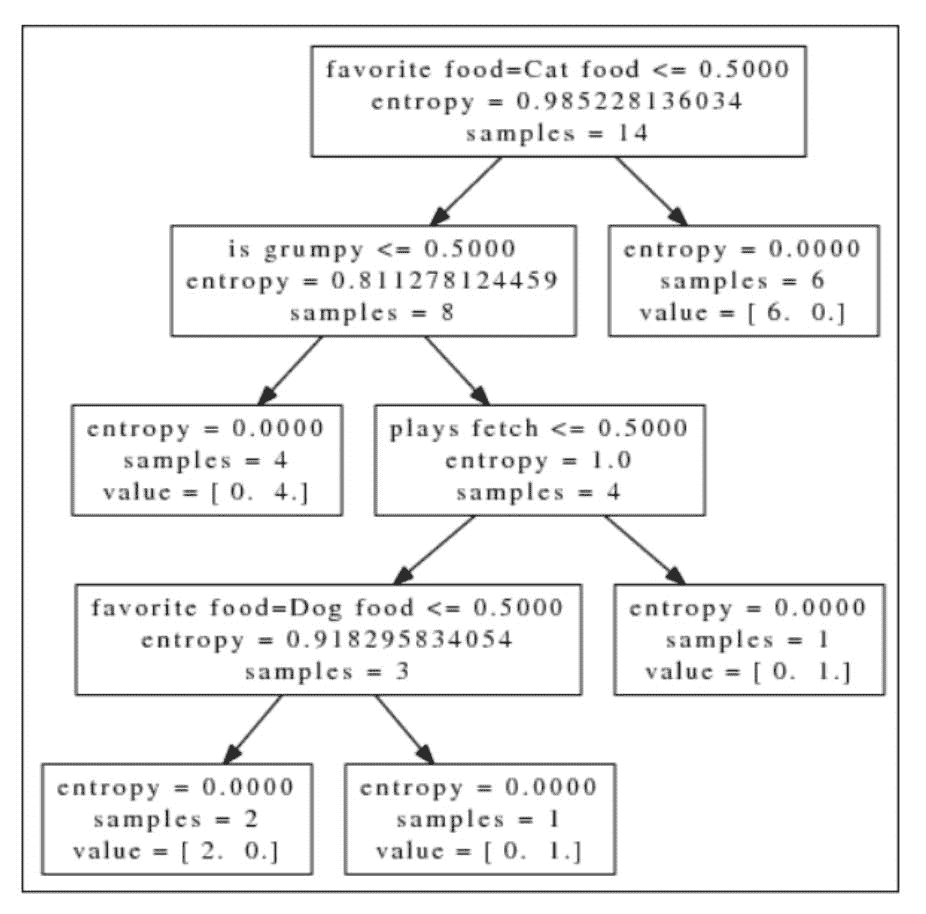 favorite food=Cat food <= 0.5000
entropy = 0.985228136034
samples = 14
is grumpy <= 0.5000
entropy = 0.811278124459
samples = 8
entropy = 0.0000
samples = 6
value = [ 6. 0.]
entropy = 0.0000
samples = 4
value = [ 0. 4.]
plays fetch <= 0.5000
entropy = 1.0
samples = 4
favorite food=Dog food <= 0.5000
entropy = 0.918295834054
samples = 3
entropy = 0.0000
samples = 1
value = [ 0. 1.]
entropy = 0.0000
samples = 2
value = [ 2. 0.]
entropy = 0.0000
samples = 1
value = [ 0. 1.]